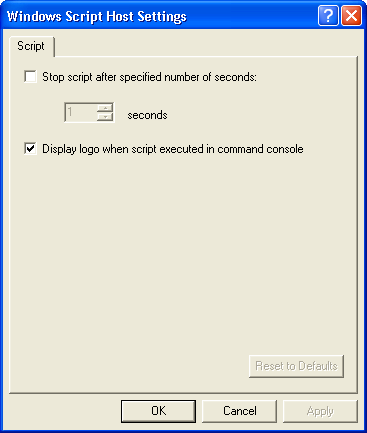 Windows Script Host Settings
Script
Stop script after specified number of seconds:
1 seconds
Display logo when script executed in command console
Reset to Defaults
OK Cancel Apply